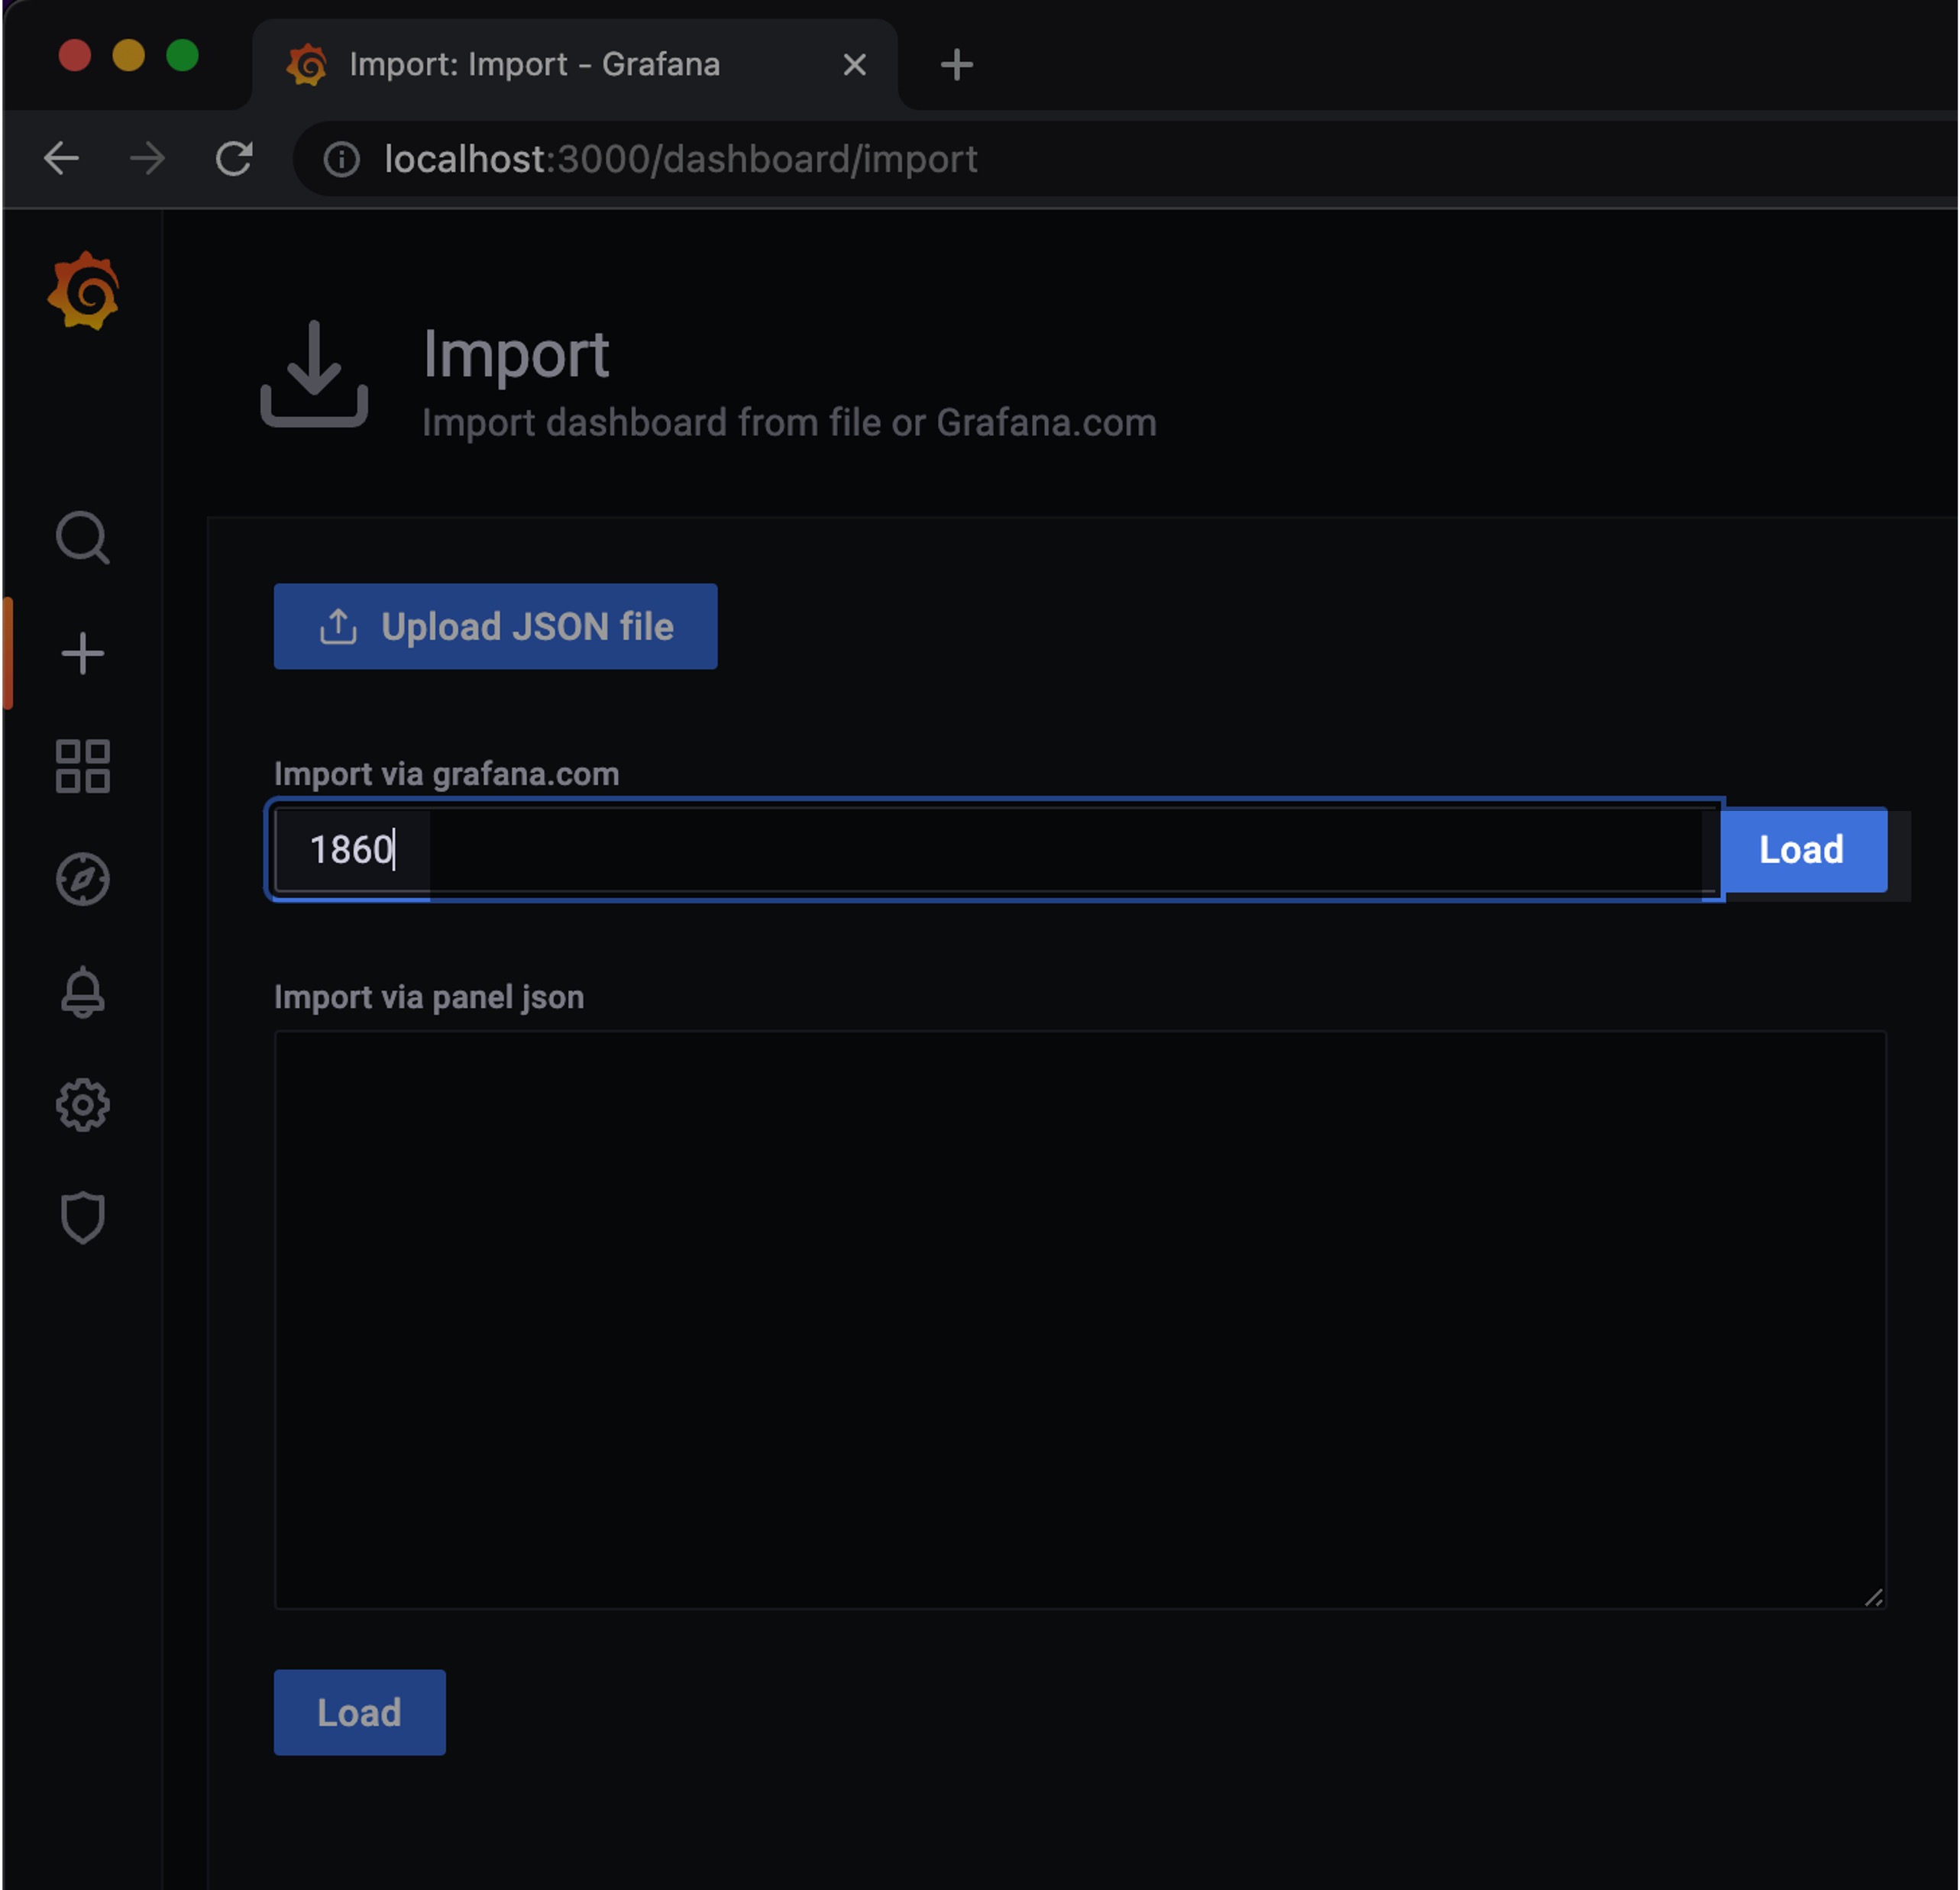 Import: Import - Grafana
localhost:3000/dashboard/import
Import
Import dashboard from file or Grafana.com
Upload JSON file
Import via grafana.com
1860
Load
Import via panel json
Load